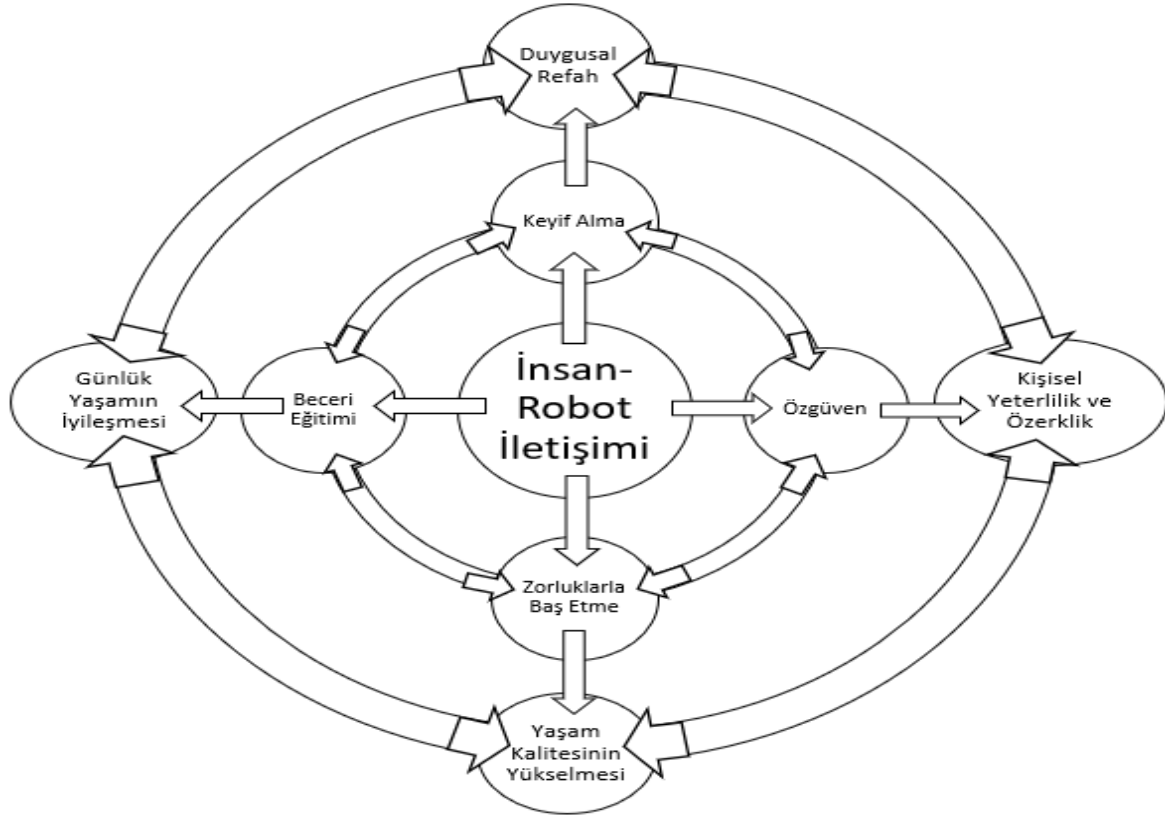 Duygusal
Refah
Keyif Alma
Günlük
Yaşamın
İyileşmesi
Beceri
Eğitimi
İnsan-
Robot
İletişimi
Özgüven
Kişisel
Yeterlilik ve
Özerklik
Zorluklarla
Baş Etme
Yaşam
Kalitesinin
Yükselmesi